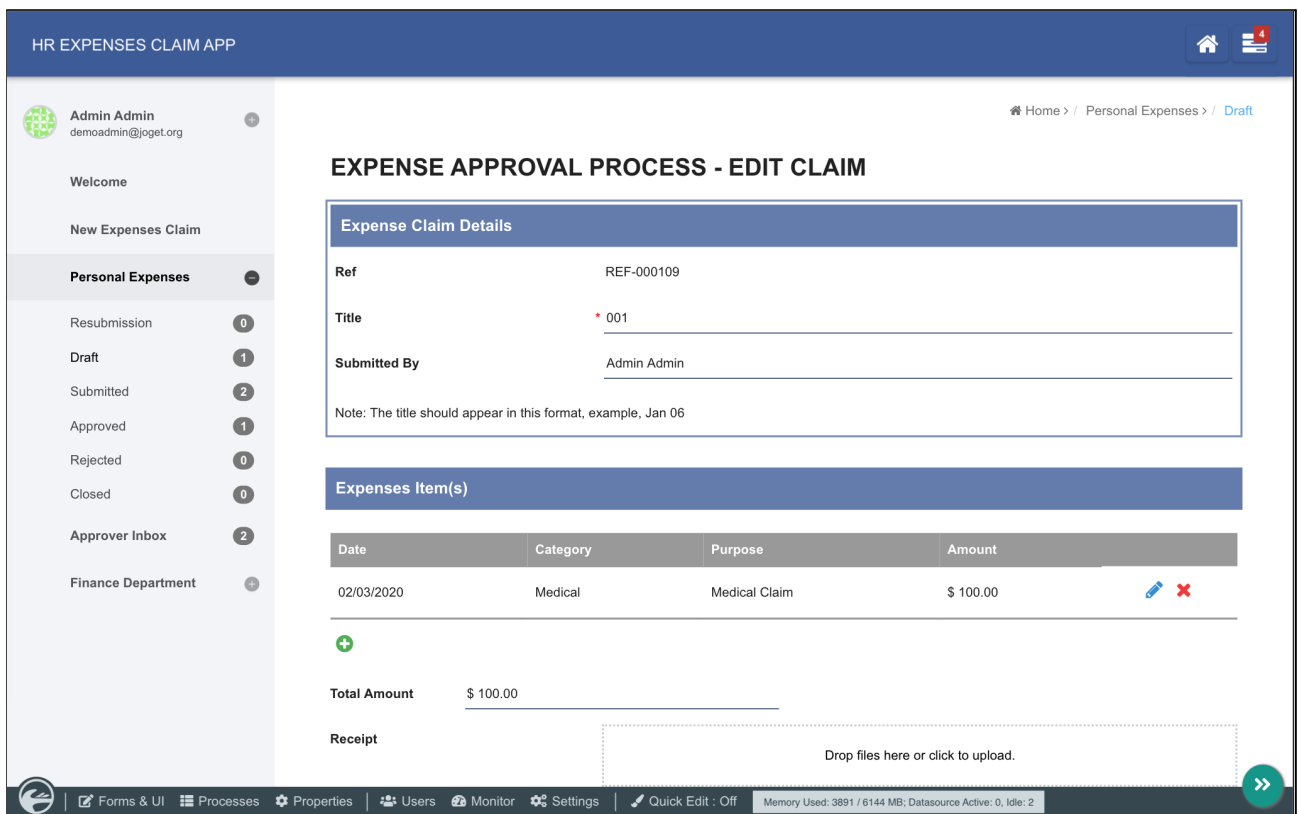 HR EXPENSES CLAIM APP
4
Admin Admin
demoadmin@joget.org
Welcome
New Expenses Claim
Personal Expenses
Resubmission 0
Draft 1
Submitted 2
Approved 1
Rejected 0
Closed 0
Approver Inbox 2
Finance Department
Home > / Personal Expenses > / Draft
EXPENSE APPROVAL PROCESS - EDIT CLAIM
Expense Claim Details
Ref REF-000109
Title * 001
Submitted By Admin Admin
Note: The title should appear in this format, example, Jan 06
Expenses Item(s)
Date Category Purpose Amount
02/03/2020 Medical Medical Claim $ 100.00
Total Amount $ 100.00
Receipt Drop files here or click to upload.
Forms & UI Processes Properties Users Monitor Settings Quick Edit : Off Memory Used: 3891 / 6144 MB; Datasource Active: 0, Idle: 2